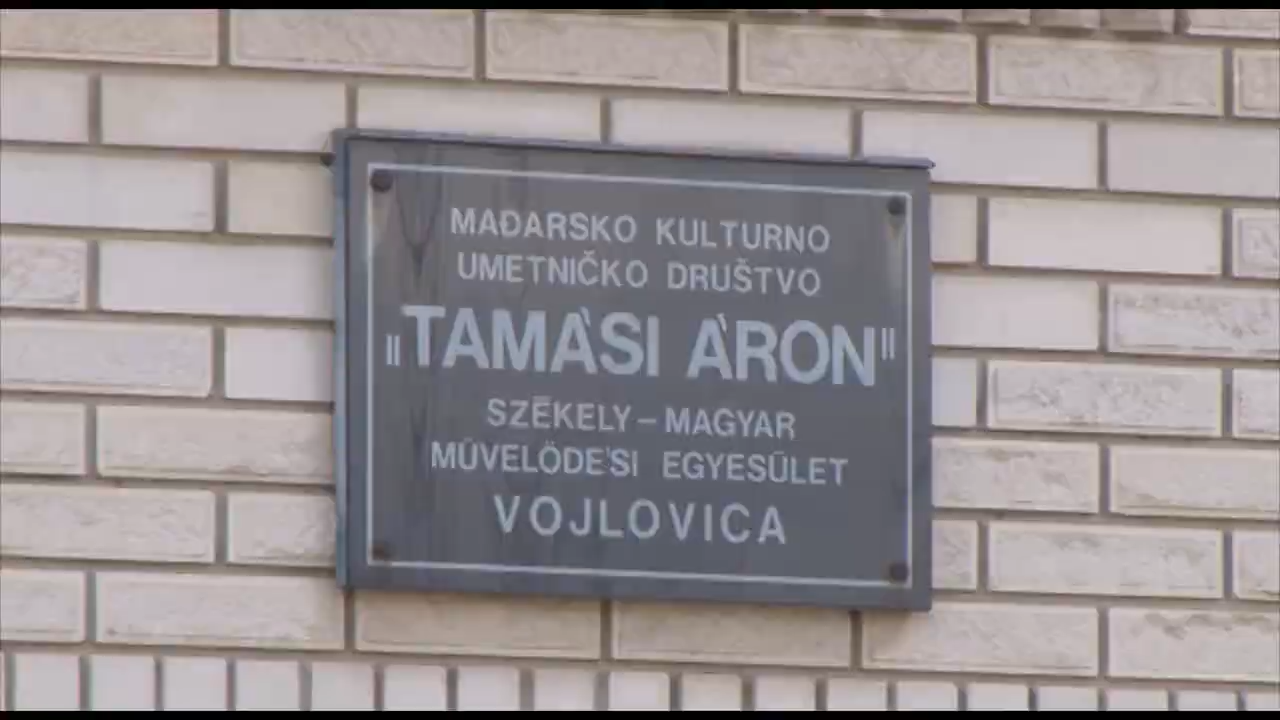 MAĐARSKO KULTURNO
UMETNIČKO DRUŠTVO
„TAMÁSI ÁRON"
SZÉKELY – MAGYAR
MŰVELŐDÉSI EGYESÜLET
VOJLOVICA